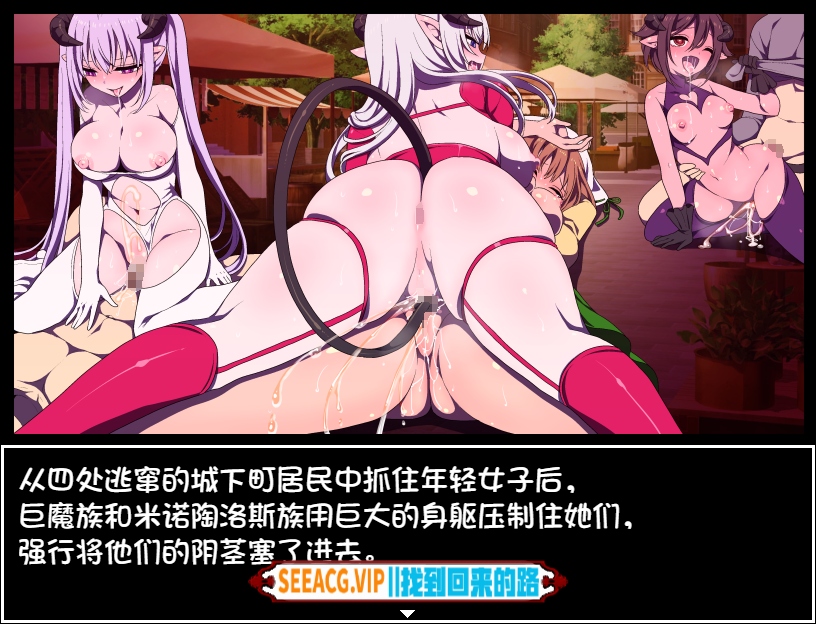 从四处逃窜的城下町居民中抓住年轻女子后，
巨魔族和米诺陶洛斯族用巨大的身躯压制住她们，
强行将他们的阴茎塞了进去。
SEEACG.VIP||找到回来的路